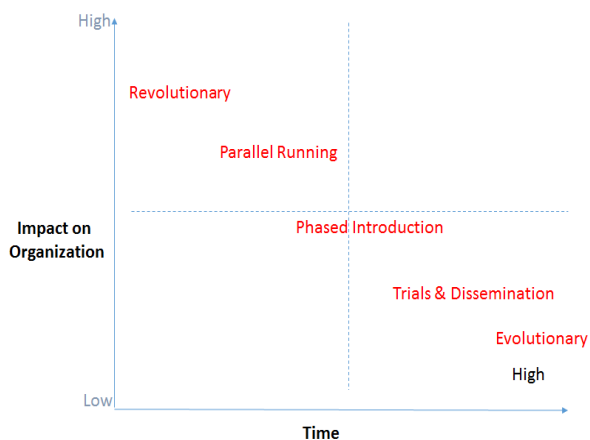 High
Revolutionary
Parallel Running
Impact on
Organization
Phased Introduction
Trials & Dissemination
Evolutionary
High
Low
Time